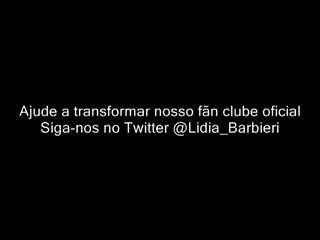 Ajude a transformar nosso fãn clube oficial
Siga-nos no Twitter @Lidia_Barbieri